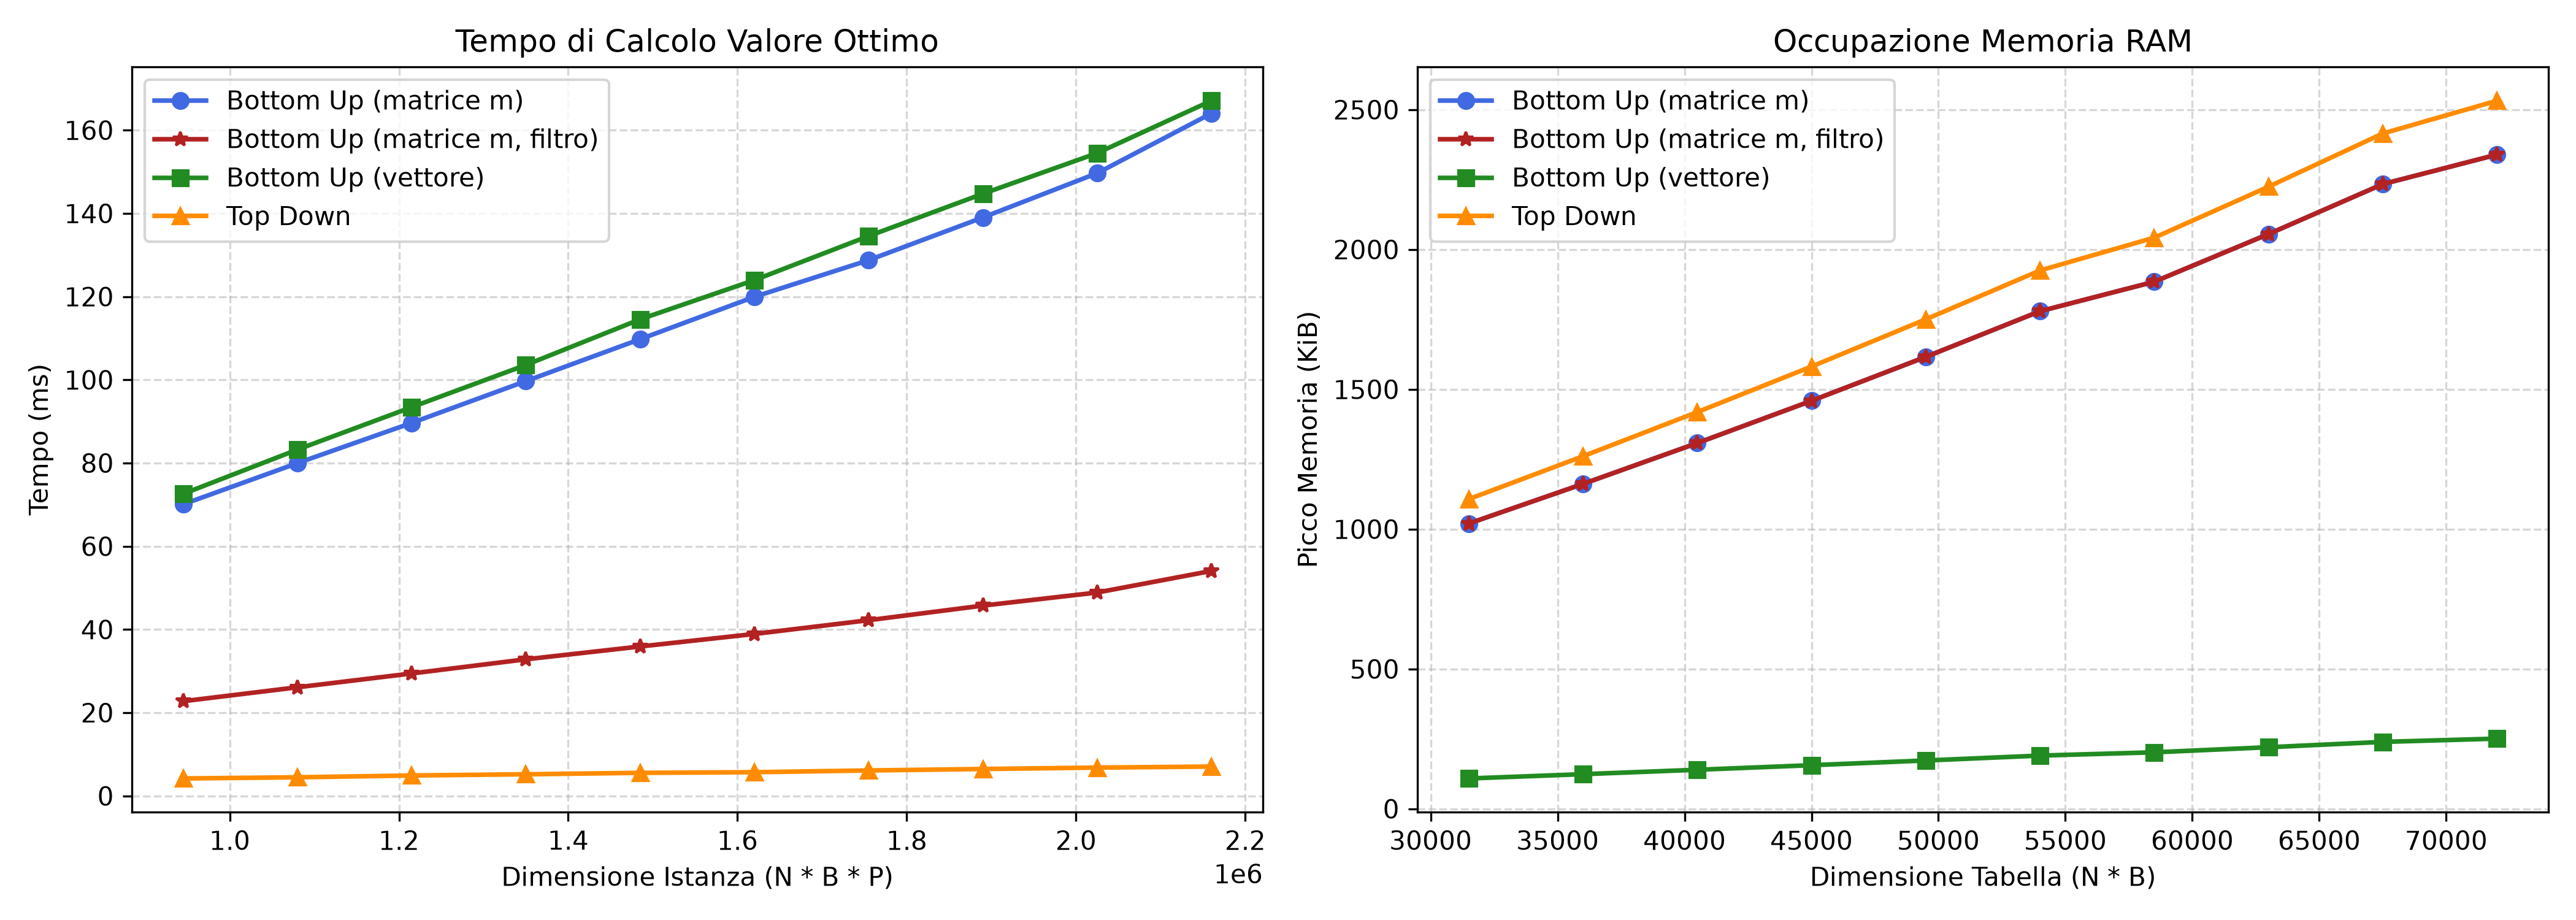 Tempo di Calcolo Valore Ottimo
Bottom Up (matrice m)
Bottom Up (matrice m, filtro)
Bottom Up (vettore)
Top Down
Tempo (ms)
160
140
120
100
80
60
40
20
0
1.0 1.2 1.4 1.6 1.8 2.0 2.2
1e6
Dimensione Istanza (N * B * P)
Occupazione Memoria RAM
Bottom Up (matrice m)
Bottom Up (matrice m, filtro)
Bottom Up (vettore)
Top Down
Picco Memoria (KiB)
2500
2000
1500
1000
500
0
30000 35000 40000 45000 50000 55000 60000 65000 70000
Dimensione Tabella (N * B)